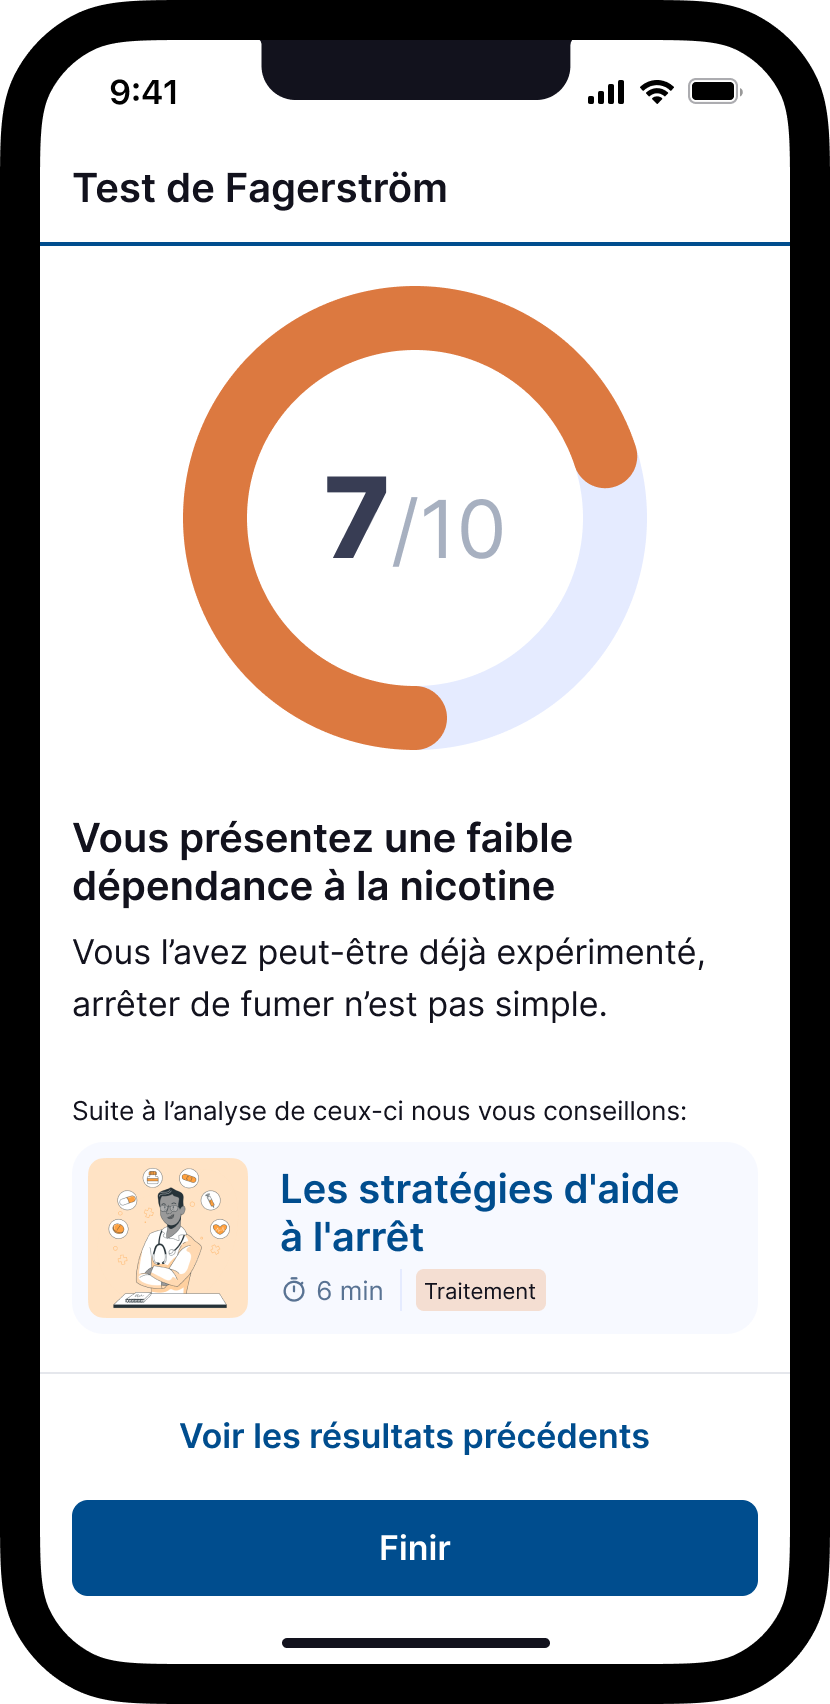 9:41
Test de Fagerström
7/10
Vous présentez une faible
dépendance à la nicotine
Vous l’avez peut-être déjà expérimenté,
arrêter de fumer n’est pas simple.
Suite à l’analyse de ceux-ci nous vous conseillons:
Les stratégies d'aide
à l'arrêt
6 min Traitement
Voir les résultats précédents
Finir